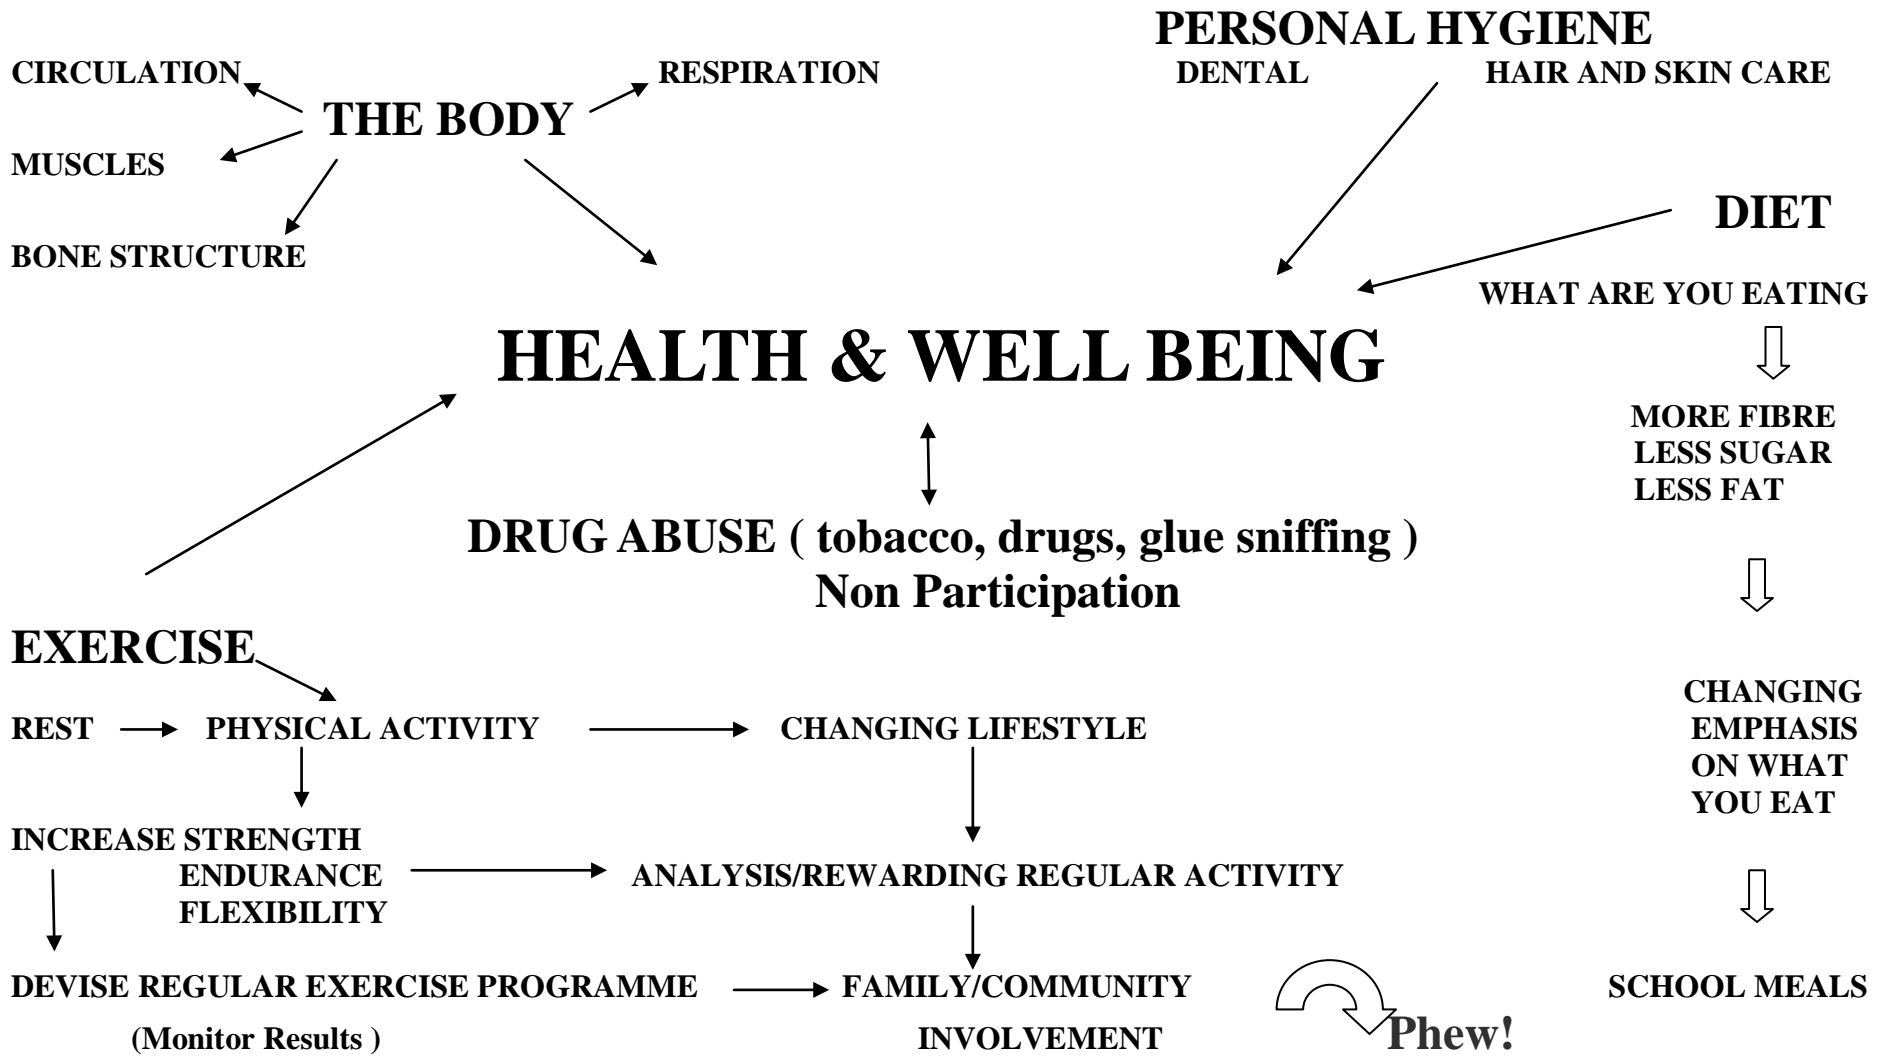 PERSONAL HYGIENE
CIRCULATION
RESPIRATION
DENTAL
HAIR AND SKIN CARE
THE BODY
MUSCLES
DIET
BONE STRUCTURE
WHAT ARE YOU EATING
HEALTH & WELL BEING
MORE FIBRE
LESS SUGAR
LESS FAT
DRUG ABUSE ( tobacco, drugs, glue sniffing )
Non Participation
EXERCISE
REST
PHYSICAL ACTIVITY
CHANGING LIFESTYLE
CHANGING
EMPHASIS
ON WHAT
YOU EAT
INCREASE STRENGTH
ENDURANCE
FLEXIBILITY
ANALYSIS/REWARDING REGULAR ACTIVITY
DEVISE REGULAR EXERCISE PROGRAMME
(Monitor Results )
FAMILY/COMMUNITY
INVOLVEMENT
Phew!
SCHOOL MEALS